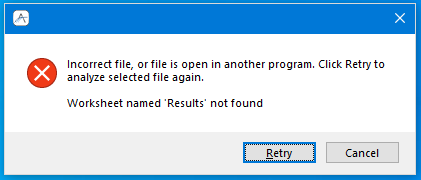 Incorrect file, or file is open in another program. Click Retry to
analyze selected file again.
Worksheet named 'Results' not found
Retry
Cancel